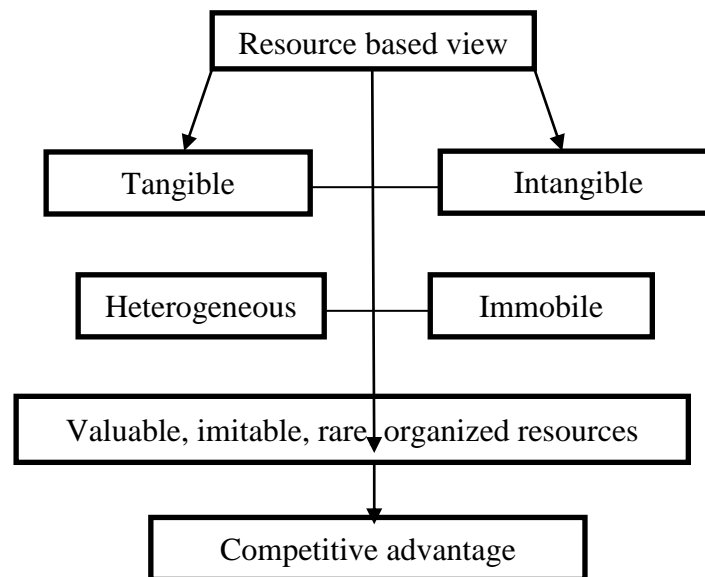 Resource based view
Tangible
Intangible
Heterogeneous
Immobile
Valuable, imitable, rare, organized resources
Competitive advantage